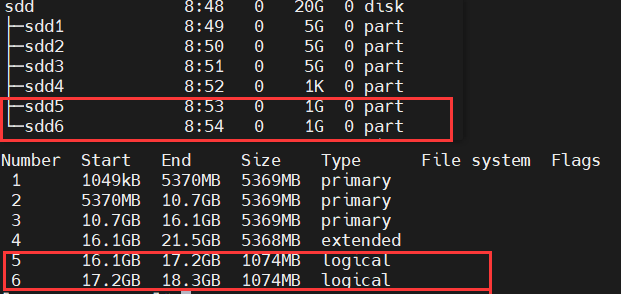 sdd 8:48 0 20G 0 disk
├─sdd1 8:49 0 5G 0 part
├─sdd2 8:50 0 5G 0 part
├─sdd3 8:51 0 5G 0 part
├─sdd4 8:52 0 1K 0 part
├─sdd5 8:53 0 1G 0 part
└─sdd6 8:54 0 1G 0 part
Number Start End Size Type File system Flags
1 1049kB 5370MB 5369MB primary
2 5370MB 10.7GB 5369MB primary
3 10.7GB 16.1GB 5369MB primary
4 16.1GB 21.5GB 5368MB extended
5 16.1GB 17.2GB 1074MB logical
6 17.2GB 18.3GB 1074MB logical